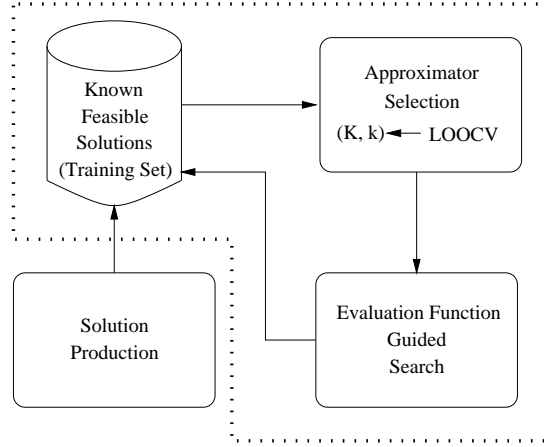 Known
Feasible
Solutions
(Training Set)
Approximator
Selection
(K, k) LOOCV
Solution
Production
Evaluation Function
Guided
Search